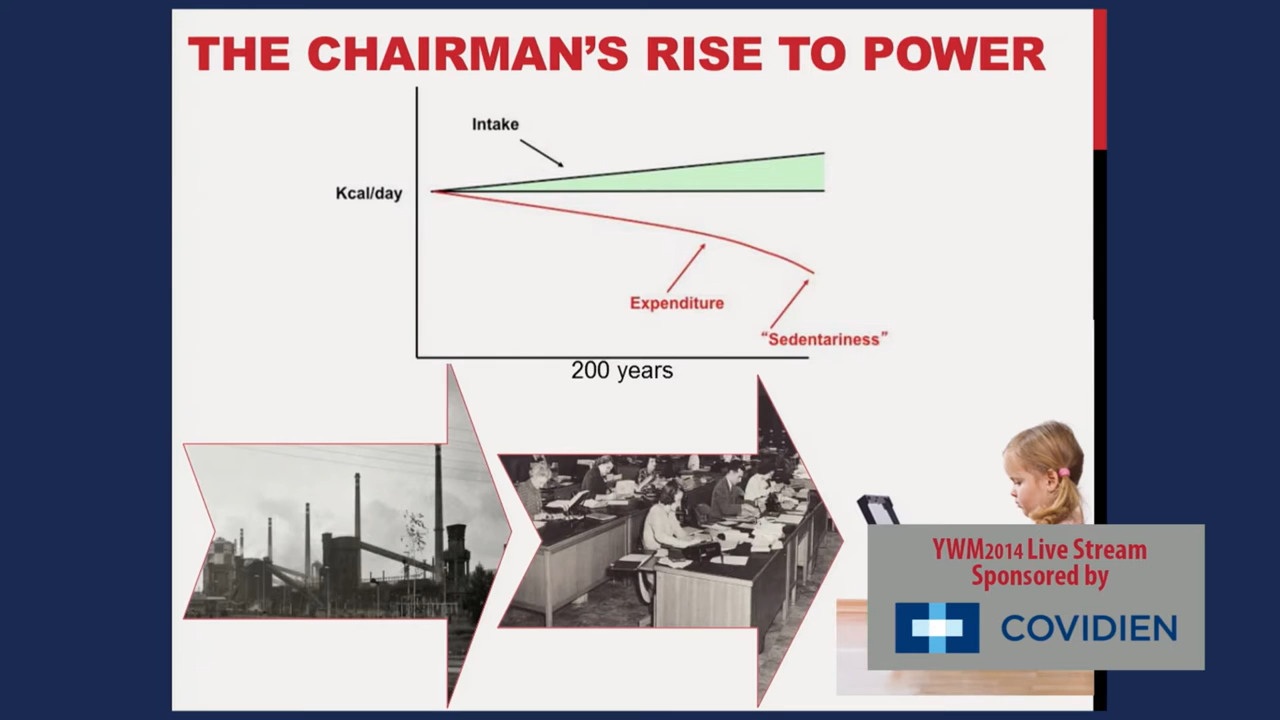 THE CHAIRMAN’S RISE TO POWER
Intake
Kcal/day
Expenditure
“Sedentariness”
200 years
YWM2014 Live Stream
Sponsored by
COVIDIEN